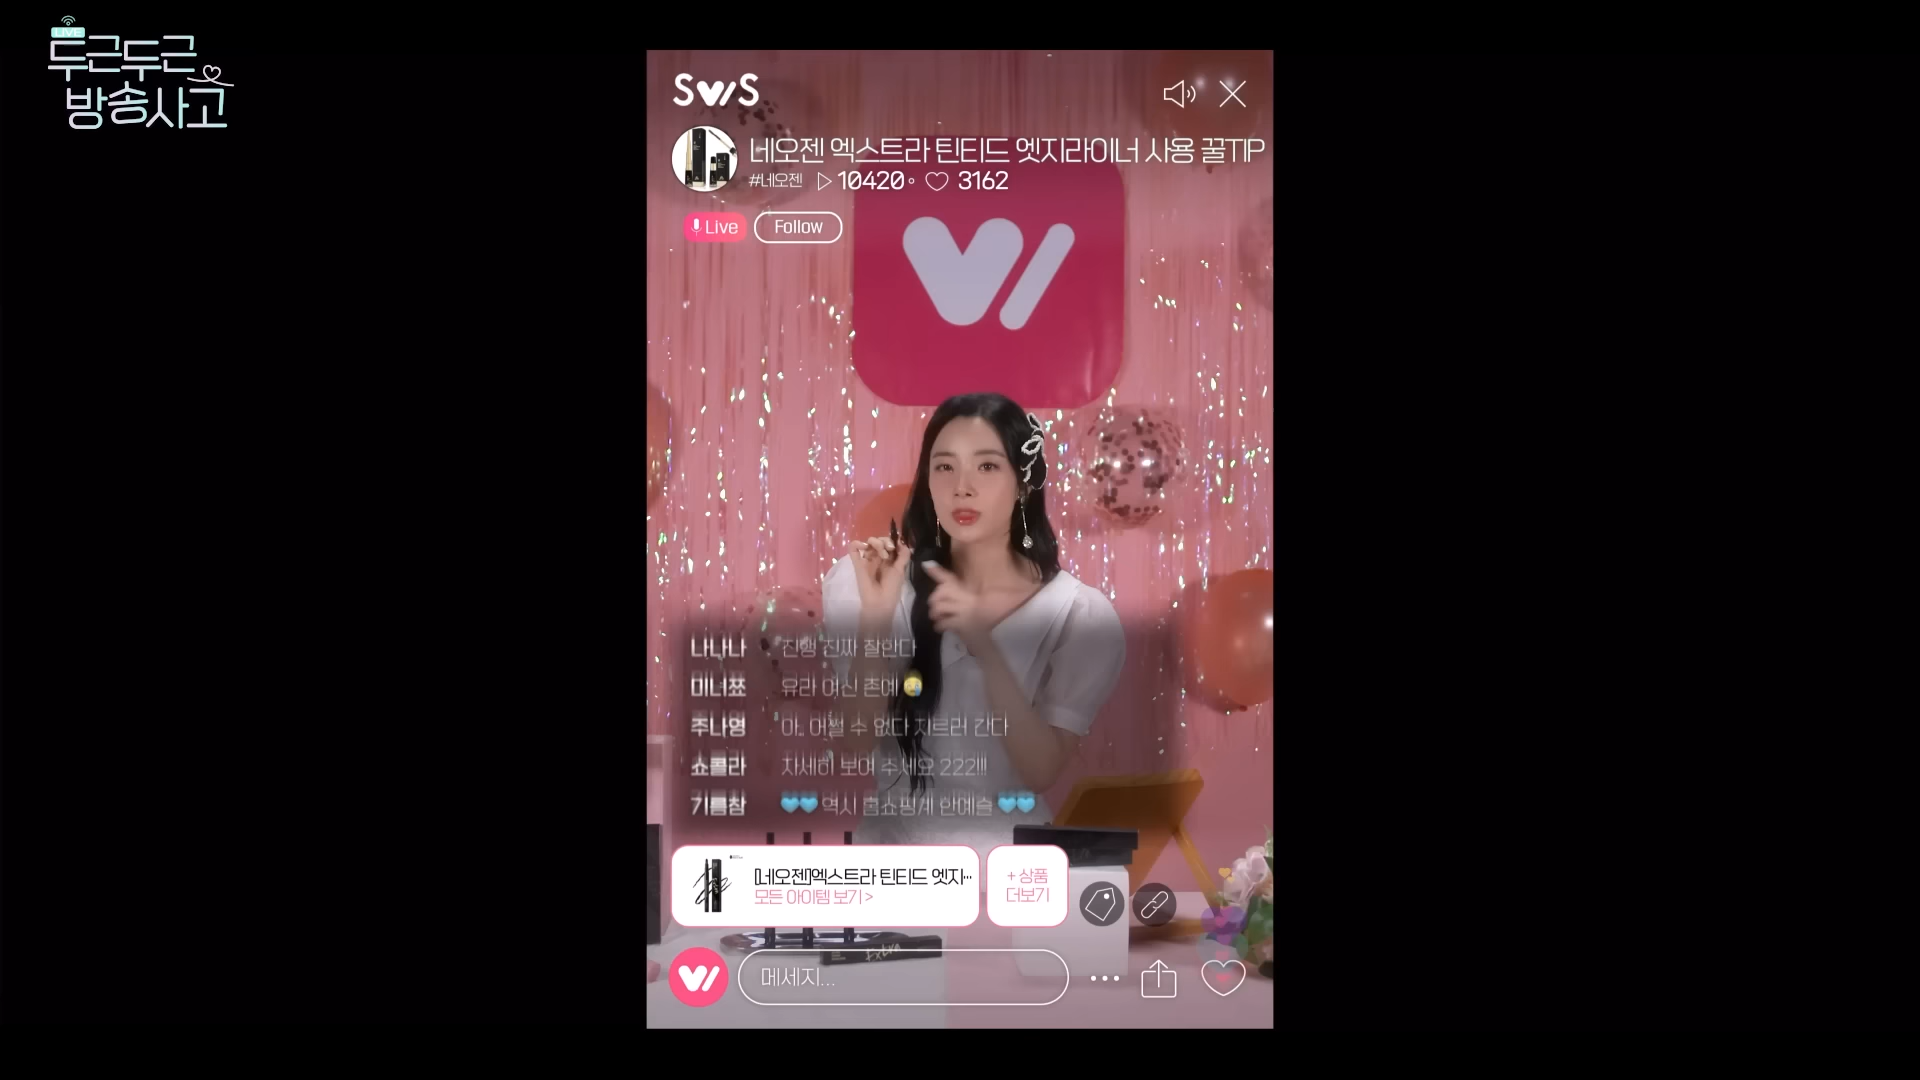 LIVE
두근두근
방송사고
SWS
네오젠 엑스트라 틴티드 엣지라이너 사용 꿀TIP
#네오젠 10420 3162
Live Follow
나나나 진행 진짜 잘한다
미녀쬬 유라 여신 존예 😢
주나영 아.. 어쩔 수 없다 지르러 간다
쇼콜라 자세히 보여 주세요 222!!!
기름참 🩵🩵 역시 홈쇼핑계 한예슬 🩵🩵
[네오젠]엑스트라 틴티드 엣지···
모든 아이템 보기 >
+ 상품
더보기
Extra
메세지...